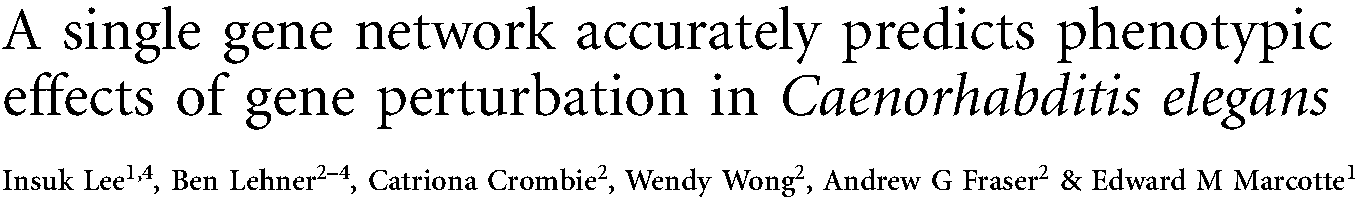 A single gene network accurately predicts phenotypic
effects of gene perturbation in Caenorhabditis elegans
Insuk Lee1,4, Ben Lehner2–4, Catriona Crombie2, Wendy Wong2, Andrew G Fraser2 & Edward M Marcotte1